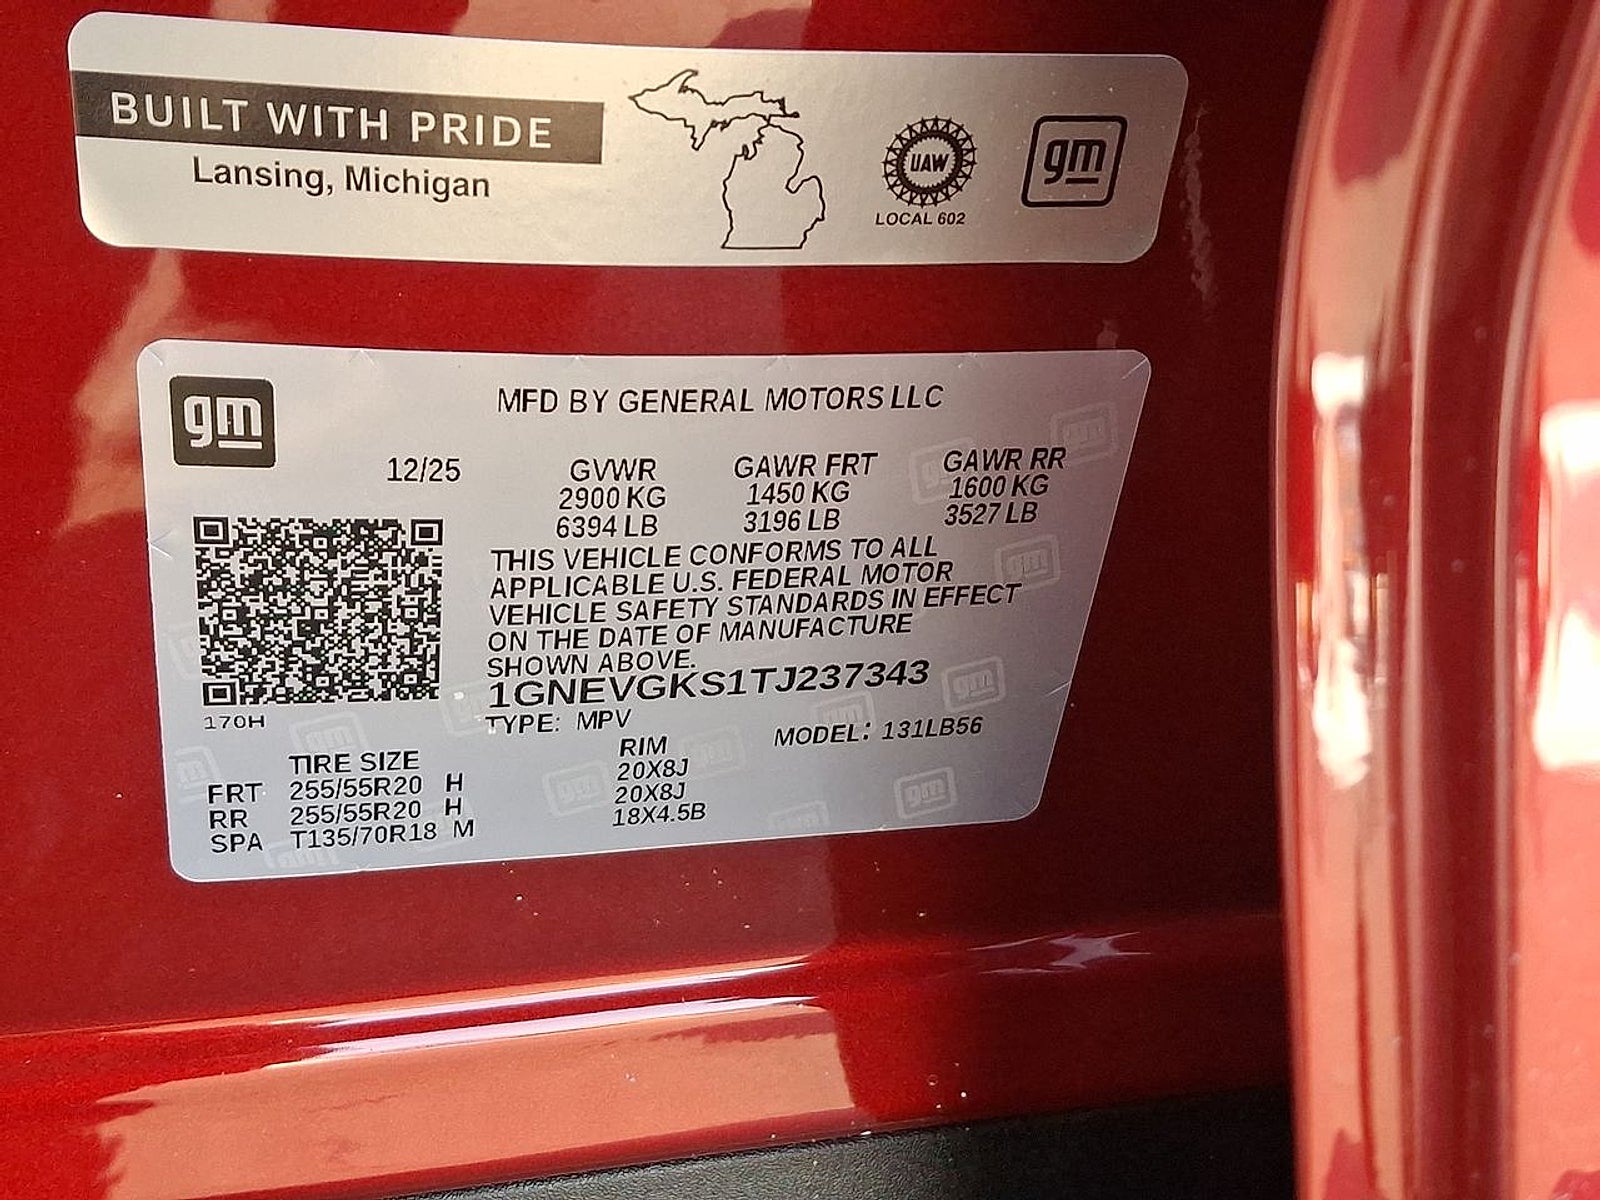 BUILT WITH PRIDE
Lansing, Michigan
UAW
LOCAL 602
gm
gm
MFD BY GENERAL MOTORS LLC
12/25 GVWR GAWR FRT GAWR RR
2900 KG 1450 KG 1600 KG
6394 LB 3196 LB 3527 LB
THIS VEHICLE CONFORMS TO ALL
APPLICABLE U.S. FEDERAL MOTOR
VEHICLE SAFETY STANDARDS IN EFFECT
ON THE DATE OF MANUFACTURE
SHOWN ABOVE.
1GNEVGKS1TJ237343
170H
TYPE: MPV MODEL: 131LB56
TIRE SIZE RIM
FRT 255/55R20 H 20X8J
RR 255/55R20 H 20X8J
SPA T135/70R18 M 18X4.5B